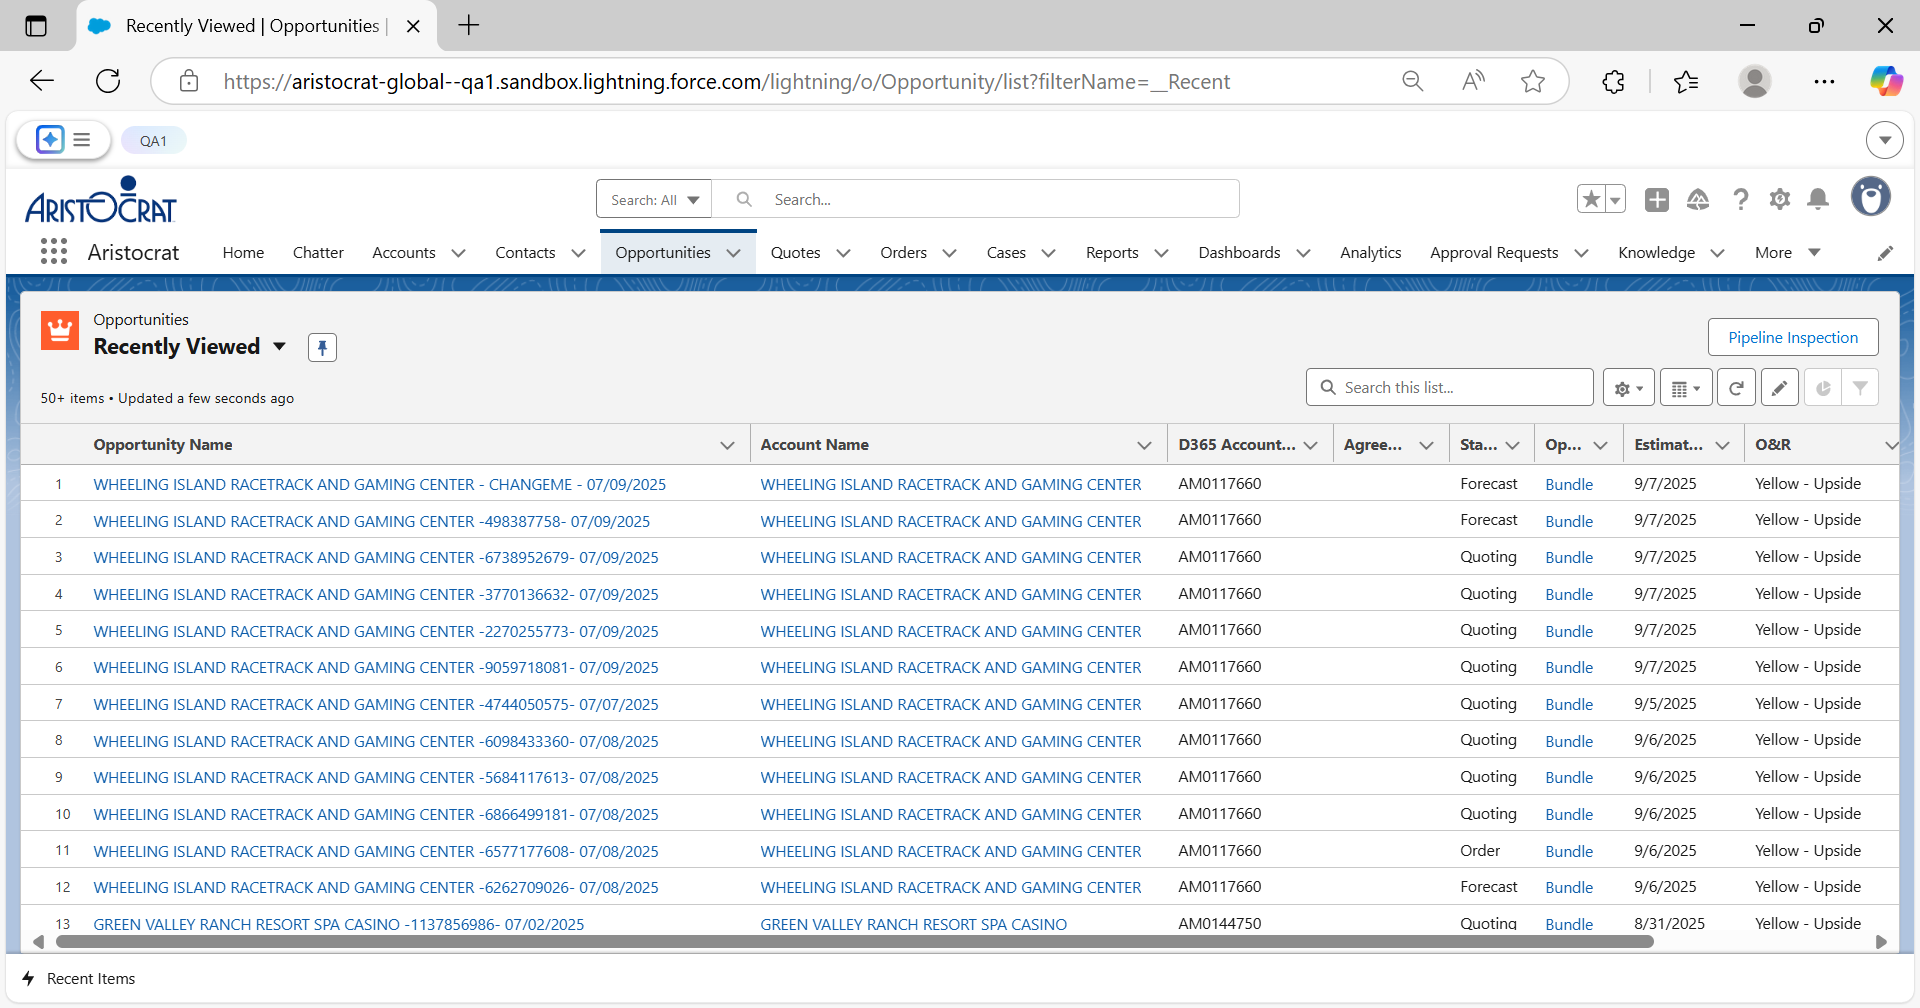 Recently Viewed | Opportunities |
https://aristocrat-global--qa1.sandbox.lightning.force.com/lightning/o/Opportunity/list?filterName=__Recent
QA1
ARISTOCRAT
Search: All
Search...
Aristocrat
Home
Chatter
Accounts
Contacts
Opportunities
Quotes
Orders
Cases
Reports
Dashboards
Analytics
Approval Requests
Knowledge
More
Opportunities
Recently Viewed
Pipeline Inspection
50+ items • Updated a few seconds ago
Search this list...
Opportunity Name Account Name D365 Account... Agree... Sta... Op... Estimat... O&R
1 WHEELING ISLAND RACETRACK AND GAMING CENTER - CHANGEME - 07/09/2025 WHEELING ISLAND RACETRACK AND GAMING CENTER AM0117660 Forecast Bundle 9/7/2025 Yellow - Upside
2 WHEELING ISLAND RACETRACK AND GAMING CENTER -498387758- 07/09/2025 WHEELING ISLAND RACETRACK AND GAMING CENTER AM0117660 Forecast Bundle 9/7/2025 Yellow - Upside
3 WHEELING ISLAND RACETRACK AND GAMING CENTER -6738952679- 07/09/2025 WHEELING ISLAND RACETRACK AND GAMING CENTER AM0117660 Quoting Bundle 9/7/2025 Yellow - Upside
4 WHEELING ISLAND RACETRACK AND GAMING CENTER -3770136632- 07/09/2025 WHEELING ISLAND RACETRACK AND GAMING CENTER AM0117660 Quoting Bundle 9/7/2025 Yellow - Upside
5 WHEELING ISLAND RACETRACK AND GAMING CENTER -2270255773- 07/09/2025 WHEELING ISLAND RACETRACK AND GAMING CENTER AM0117660 Quoting Bundle 9/7/2025 Yellow - Upside
6 WHEELING ISLAND RACETRACK AND GAMING CENTER -9059718081- 07/09/2025 WHEELING ISLAND RACETRACK AND GAMING CENTER AM0117660 Quoting Bundle 9/7/2025 Yellow - Upside
7 WHEELING ISLAND RACETRACK AND GAMING CENTER -4744050575- 07/07/2025 WHEELING ISLAND RACETRACK AND GAMING CENTER AM0117660 Quoting Bundle 9/5/2025 Yellow - Upside
8 WHEELING ISLAND RACETRACK AND GAMING CENTER -6098433360- 07/08/2025 WHEELING ISLAND RACETRACK AND GAMING CENTER AM0117660 Quoting Bundle 9/6/2025 Yellow - Upside
9 WHEELING ISLAND RACETRACK AND GAMING CENTER -5684117613- 07/08/2025 WHEELING ISLAND RACETRACK AND GAMING CENTER AM0117660 Quoting Bundle 9/6/2025 Yellow - Upside
10 WHEELING ISLAND RACETRACK AND GAMING CENTER -6866499181- 07/08/2025 WHEELING ISLAND RACETRACK AND GAMING CENTER AM0117660 Quoting Bundle 9/6/2025 Yellow - Upside
11 WHEELING ISLAND RACETRACK AND GAMING CENTER -6577177608- 07/08/2025 WHEELING ISLAND RACETRACK AND GAMING CENTER AM0117660 Order Bundle 9/6/2025 Yellow - Upside
12 WHEELING ISLAND RACETRACK AND GAMING CENTER -6262709026- 07/08/2025 WHEELING ISLAND RACETRACK AND GAMING CENTER AM0117660 Forecast Bundle 9/6/2025 Yellow - Upside
13 GREEN VALLEY RANCH RESORT SPA CASINO -1137856986- 07/02/2025 GREEN VALLEY RANCH RESORT SPA CASINO AM0144750 Quoting Bundle 8/31/2025 Yellow - Upside
Recent Items